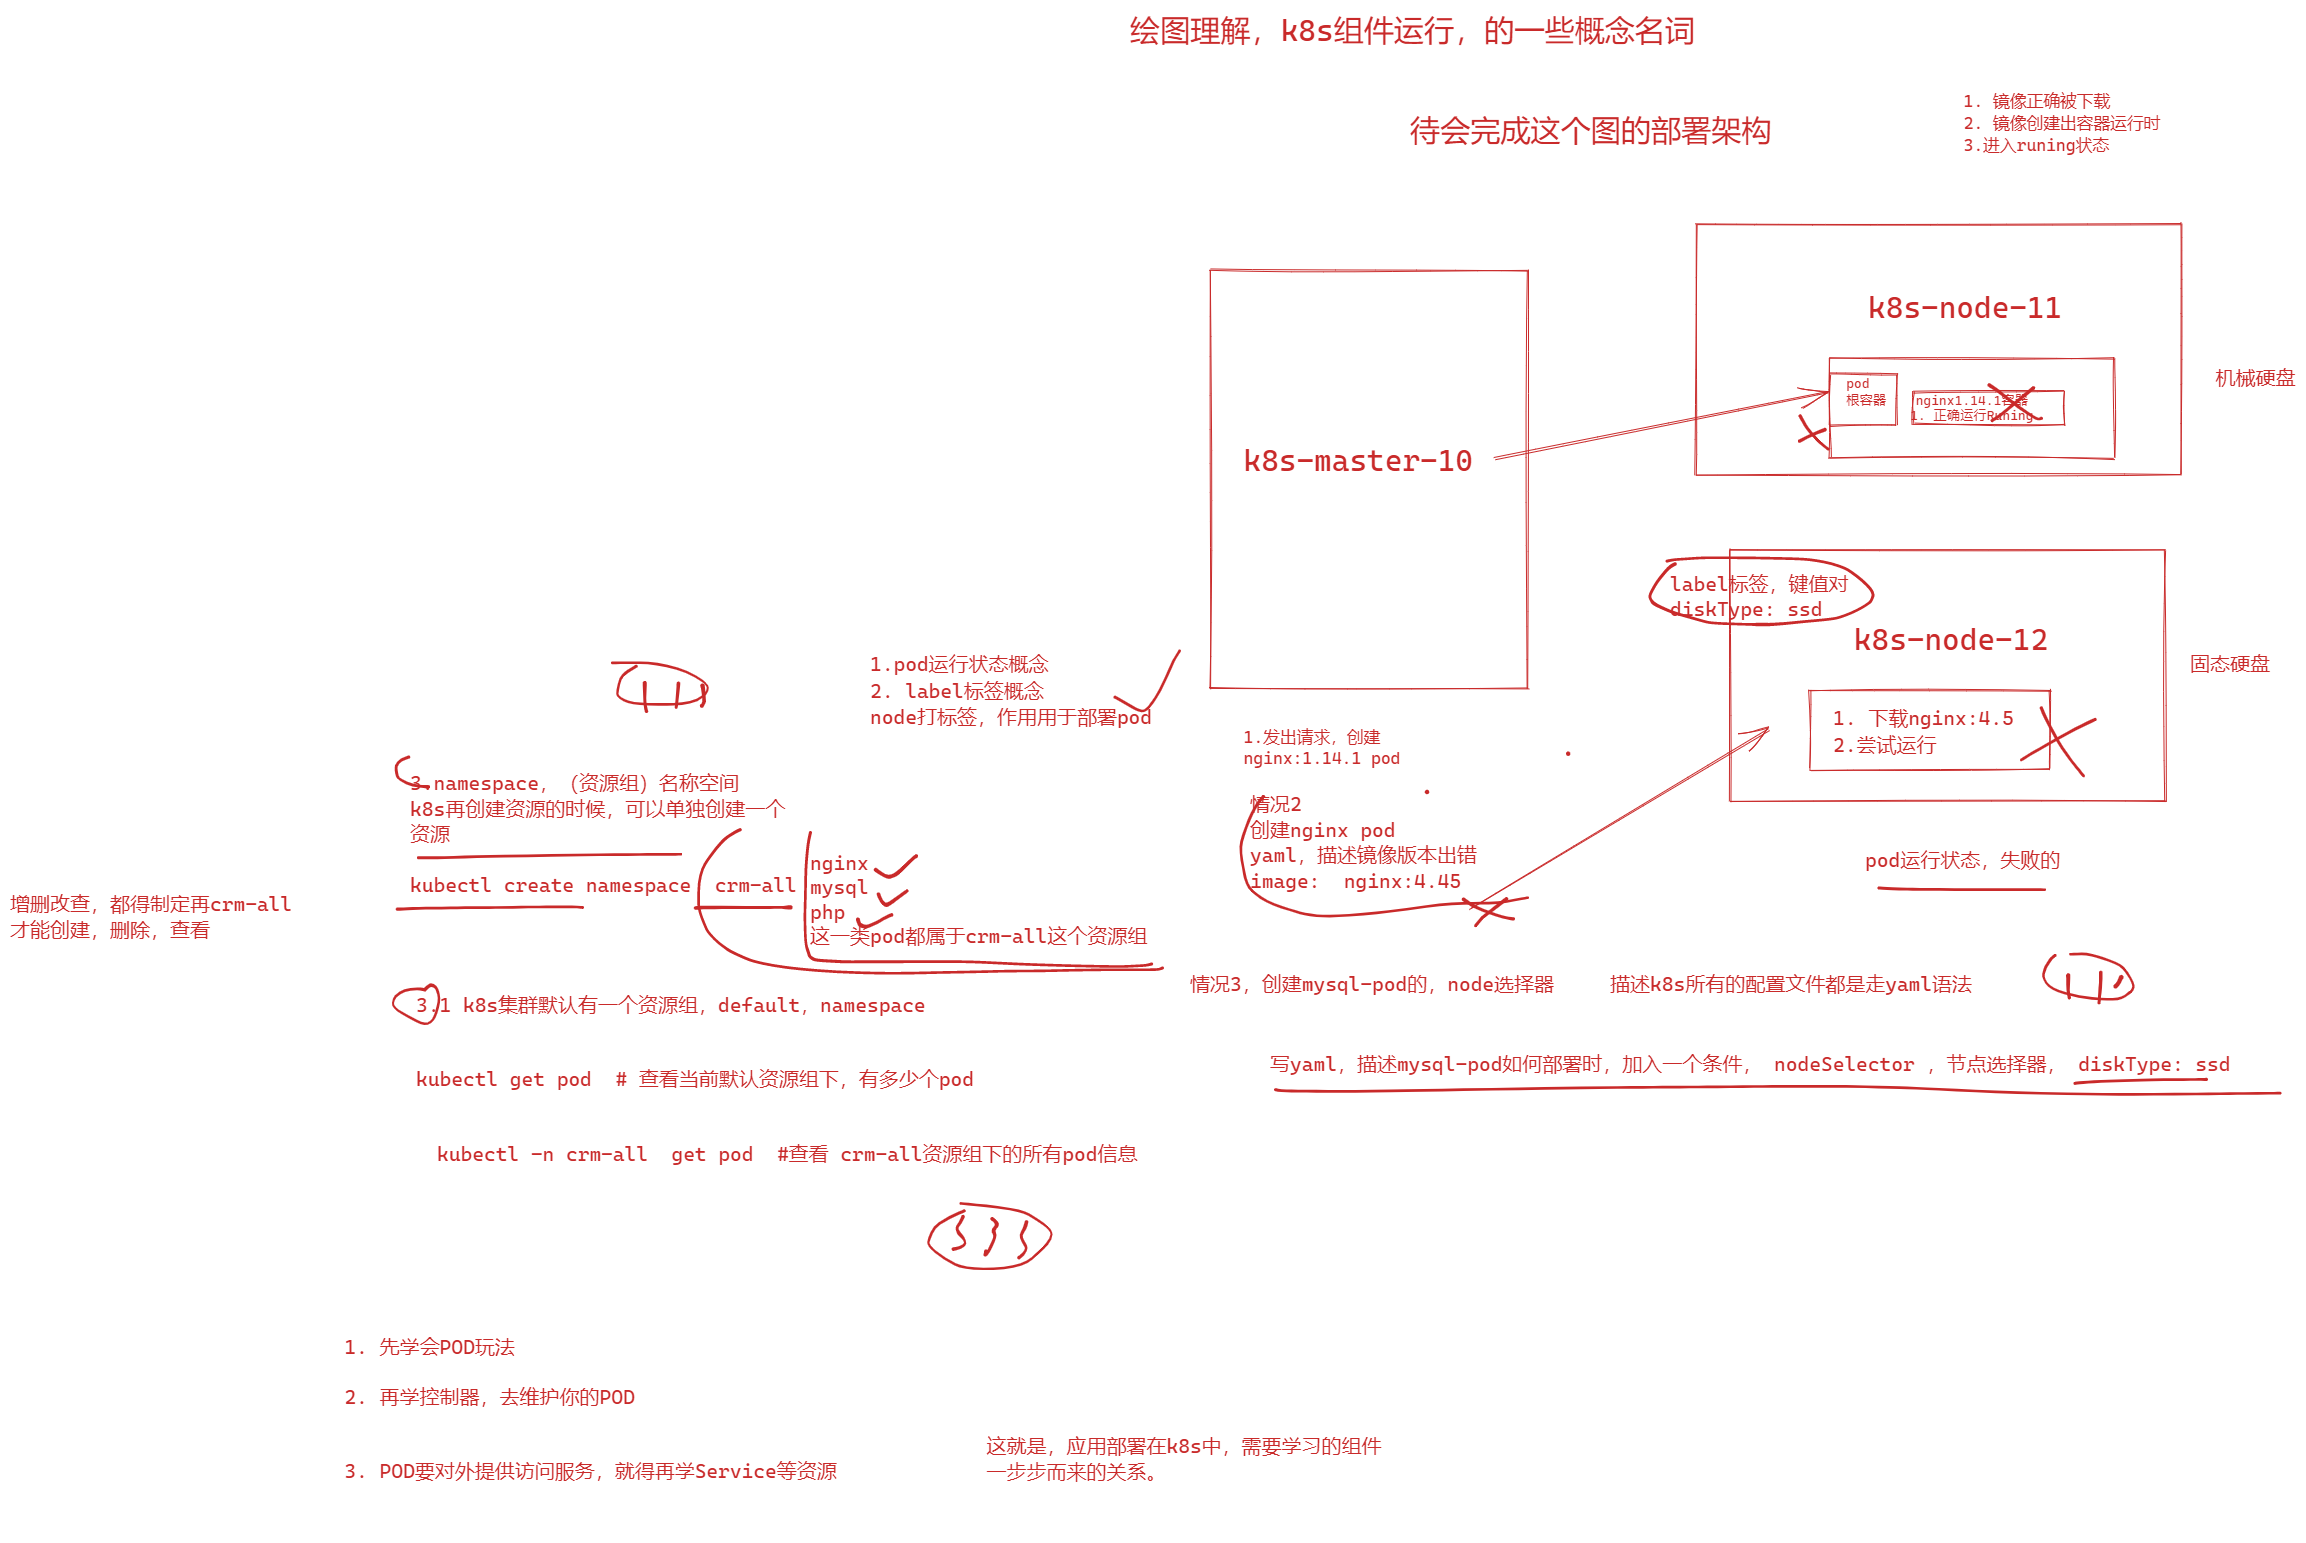 绘图理解，k8s组件运行，的一些概念名词
待会完成这个图的部署架构
1. 镜像正确被下载
2. 镜像创建出容器运行时
3.进入runing状态
k8s-master-10
k8s-node-11
pod
根容器
nginx1.14.1容器
1. 正确运行Runing
机械硬盘
label标签，键值对
diskType: ssd
k8s-node-12
1. 下载nginx:4.5
2.尝试运行
固态硬盘
pod运行状态，失败的
1.pod运行状态概念
2. label标签概念
node打标签，作用用于部署pod
1.发出请求，创建
nginx:1.14.1 pod
情况2
创建nginx pod
yaml，描述镜像版本出错
image: nginx:4.45
3.namespace，（资源组）名称空间
k8s再创建资源的时候，可以单独创建一个
资源
kubectl create namespace crm-all
nginx
mysql
php
这一类pod都属于crm-all这个资源组
增删改查，都得制定再crm-all
才能创建，删除，查看
情况3，创建mysql-pod的，node选择器
描述k8s所有的配置文件都是走yaml语法
3.1 k8s集群默认有一个资源组，default，namespace
写yaml，描述mysql-pod如何部署时，加入一个条件， nodeSelector ，节点选择器， diskType: ssd
kubectl get pod # 查看当前默认资源组下，有多少个pod
kubectl -n crm-all get pod #查看 crm-all资源组下的所有pod信息
1. 先学会POD玩法
2. 再学控制器，去维护你的POD
3. POD要对外提供访问服务，就得再学Service等资源
这就是，应用部署在k8s中，需要学习的组件
一步步而来的关系。